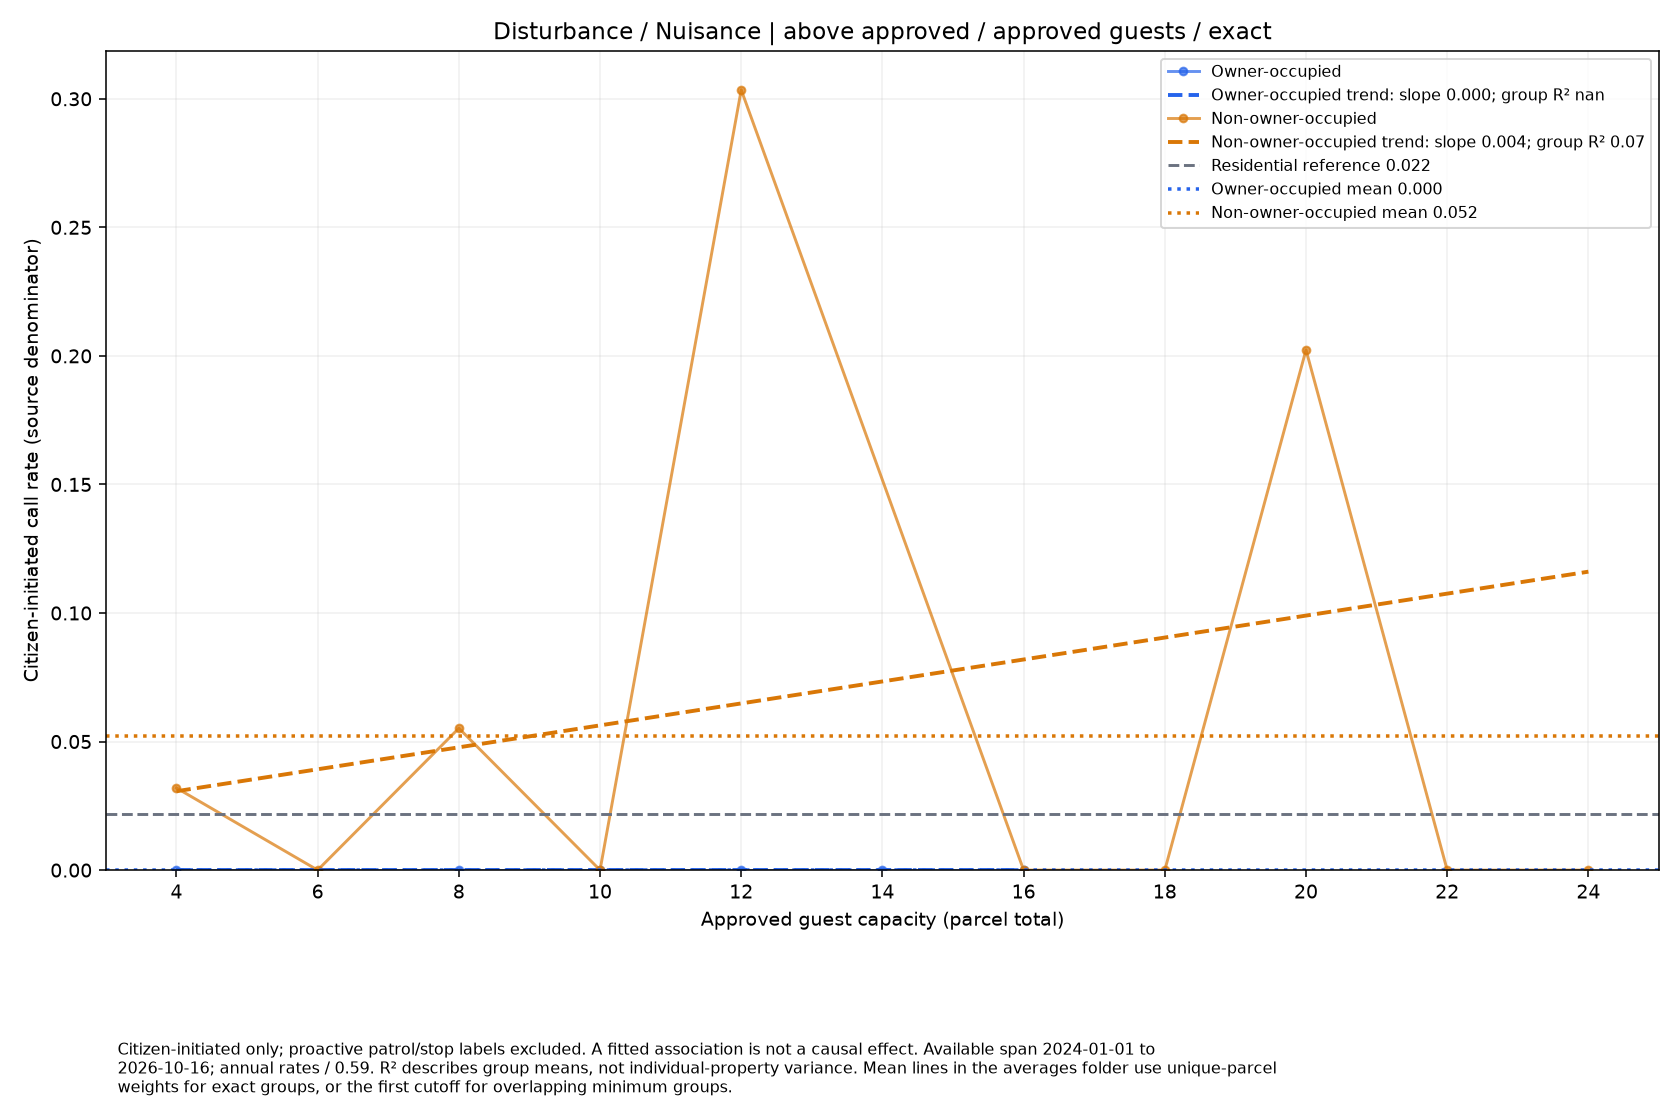 Disturbance / Nuisance | above approved / approved guests / exact
Owner-occupied
Owner-occupied trend: slope 0.000; group R² nan
Non-owner-occupied
Non-owner-occupied trend: slope 0.004; group R² 0.07
Residential reference 0.022
Owner-occupied mean 0.000
Non-owner-occupied mean 0.052
Citizen-initiated call rate (source denominator)
0.30
0.25
0.20
0.15
0.10
0.05
0.00
4 6 8 10 12 14 16 18 20 22 24
Approved guest capacity (parcel total)
Citizen-initiated only; proactive patrol/stop labels excluded. A fitted association is not a causal effect. Available span 2024-01-01 to
2026-10-16; annual rates / 0.59. R² describes group means, not individual-property variance. Mean lines in the averages folder use unique-parcel
weights for exact groups, or the first cutoff for overlapping minimum groups.